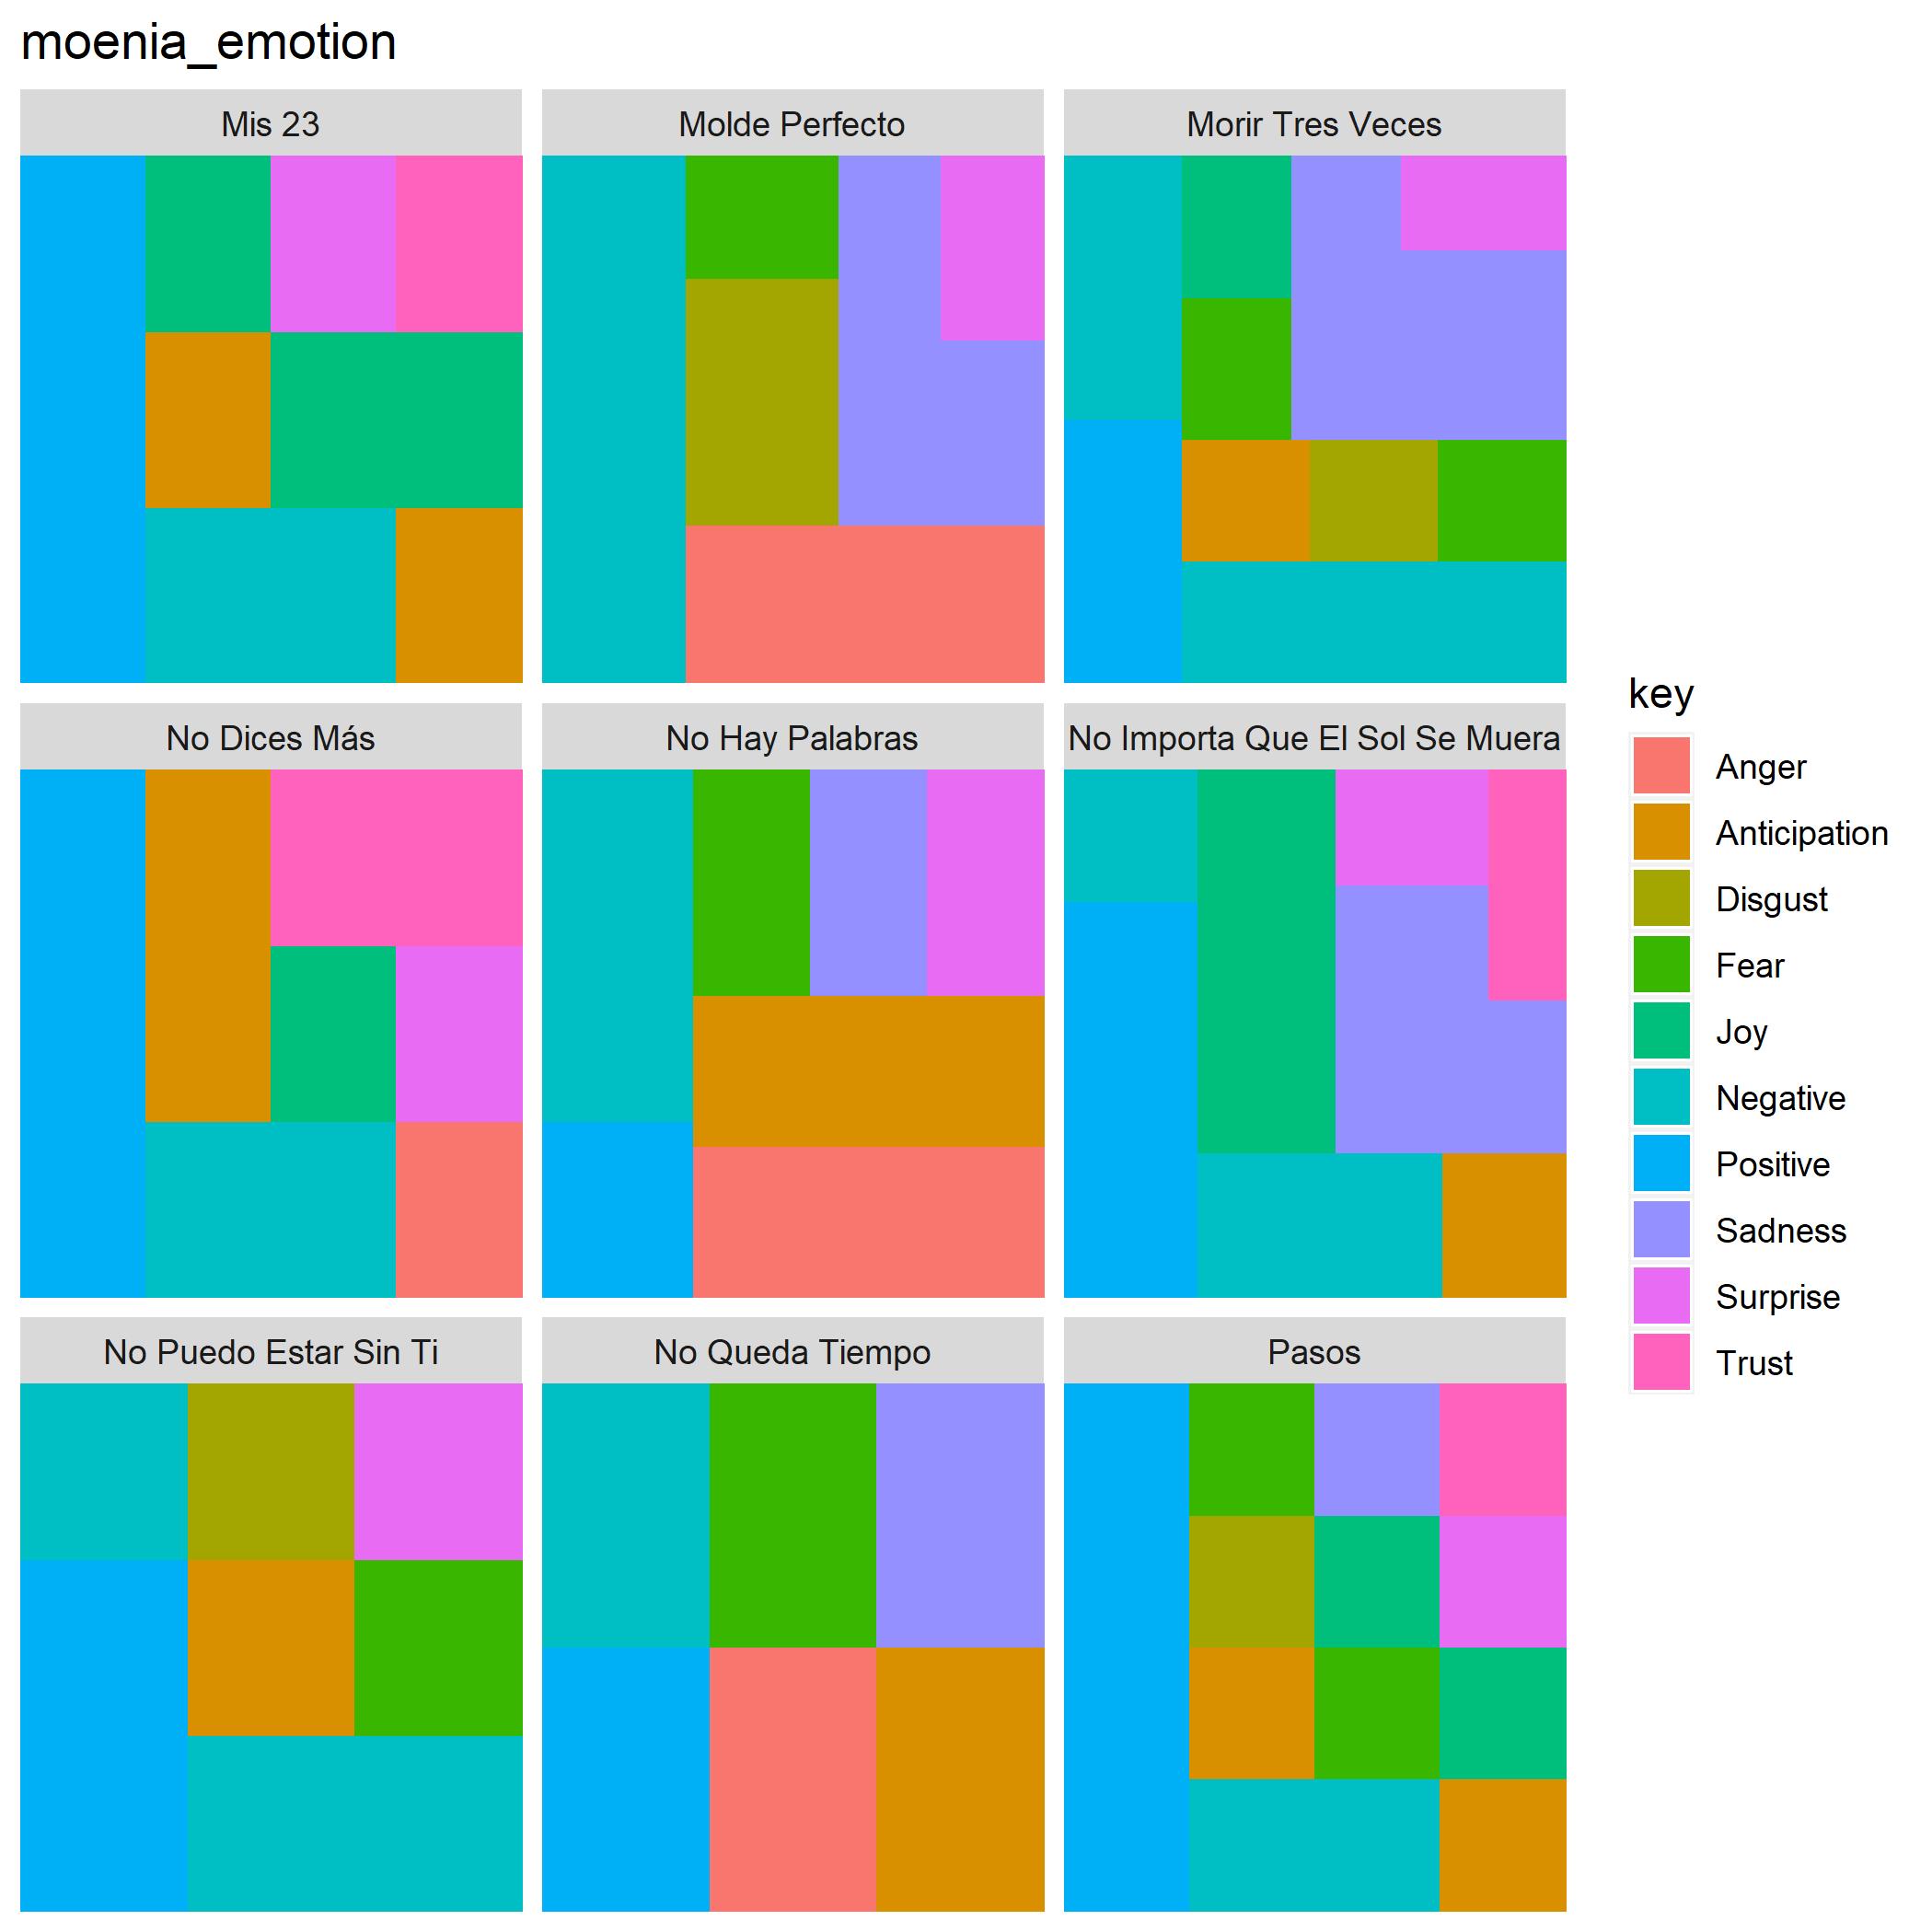 moenia_emotion
Mis 23
Molde Perfecto
Morir Tres Veces
No Dices Más
No Hay Palabras
No Importa Que El Sol Se Muera
No Puedo Estar Sin Ti
No Queda Tiempo
Pasos
key
Anger
Anticipation
Disgust
Fear
Joy
Negative
Positive
Sadness
Surprise
Trust